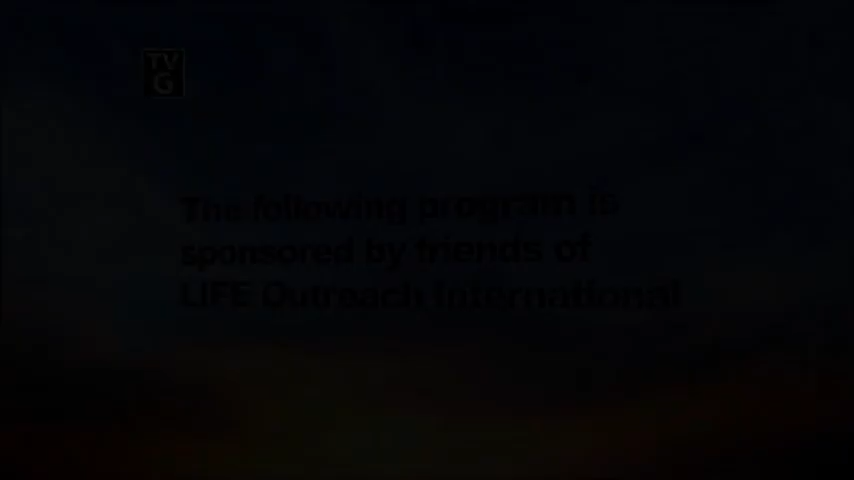 TV
G
The following program is
sponsored by friends of
LIFE Outreach International